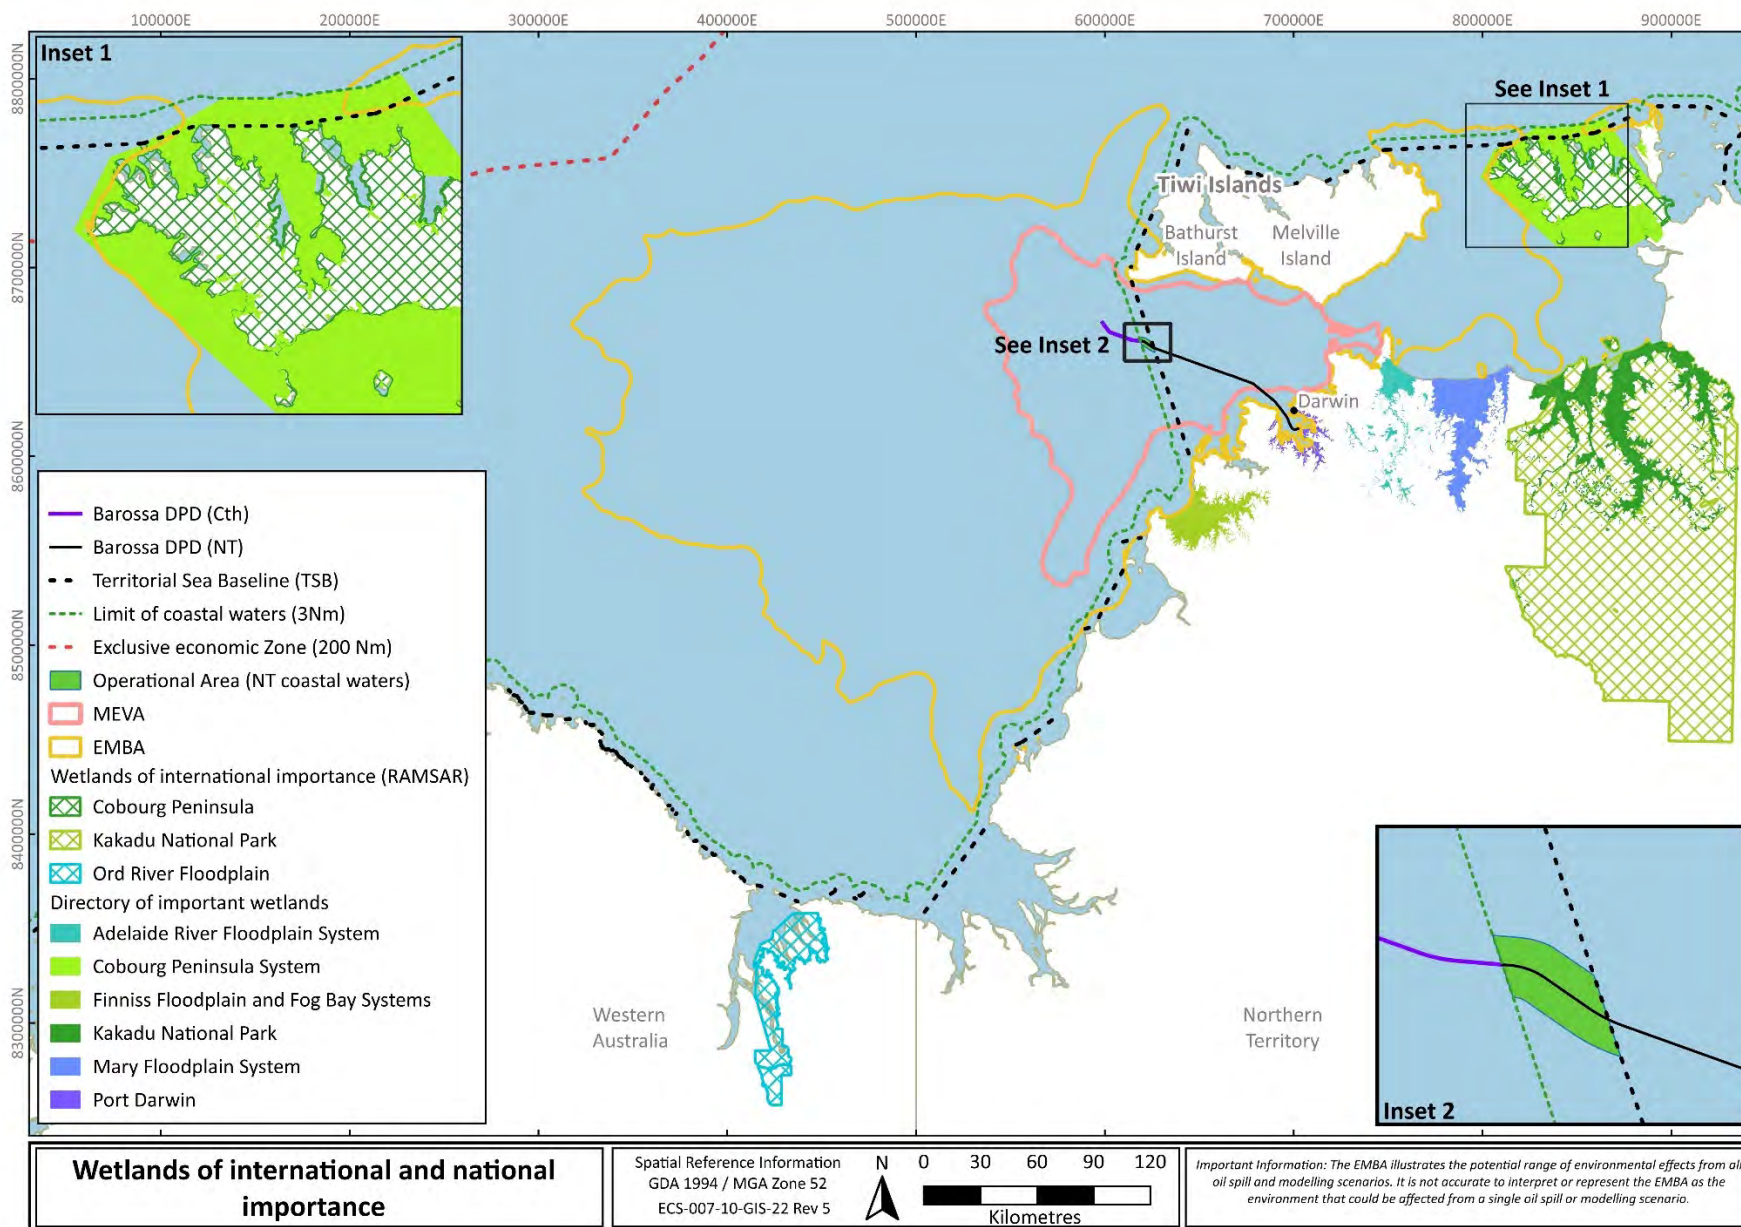 100000E 200000E 300000E 400000E 500000E 600000E 700000E 800000E 900000E
8800000N
8700000N
8600000N
8500000N
8400000N
8300000N
Inset 1
See Inset 1
Tiwi Islands
Bathurst
Island
Melville
Island
See Inset 2
Darwin
Barossa DPD (Cth)
Barossa DPD (NT)
Territorial Sea Baseline (TSB)
Limit of coastal waters (3Nm)
Exclusive economic Zone (200 Nm)
Operational Area (NT coastal waters)
MEVA
EMBA
Wetlands of international importance (RAMSAR)
Cobourg Peninsula
Kakadu National Park
Ord River Floodplain
Directory of important wetlands
Adelaide River Floodplain System
Cobourg Peninsula System
Finniss Floodplain and Fog Bay Systems
Kakadu National Park
Mary Floodplain System
Port Darwin
Western
Australia
Northern
Territory
Inset 2
Wetlands of international and national
importance
Spatial Reference Information
GDA 1994 / MGA Zone 52
ECS-007-10-GIS-22 Rev 5
N
0 30 60 90 120
Kilometres
Important Information: The EMBA illustrates the potential range of environmental effects from all
oil spill and modelling scenarios. It is not accurate to interpret or represent the EMBA as the
environment that could be affected from a single oil spill or modelling scenario.